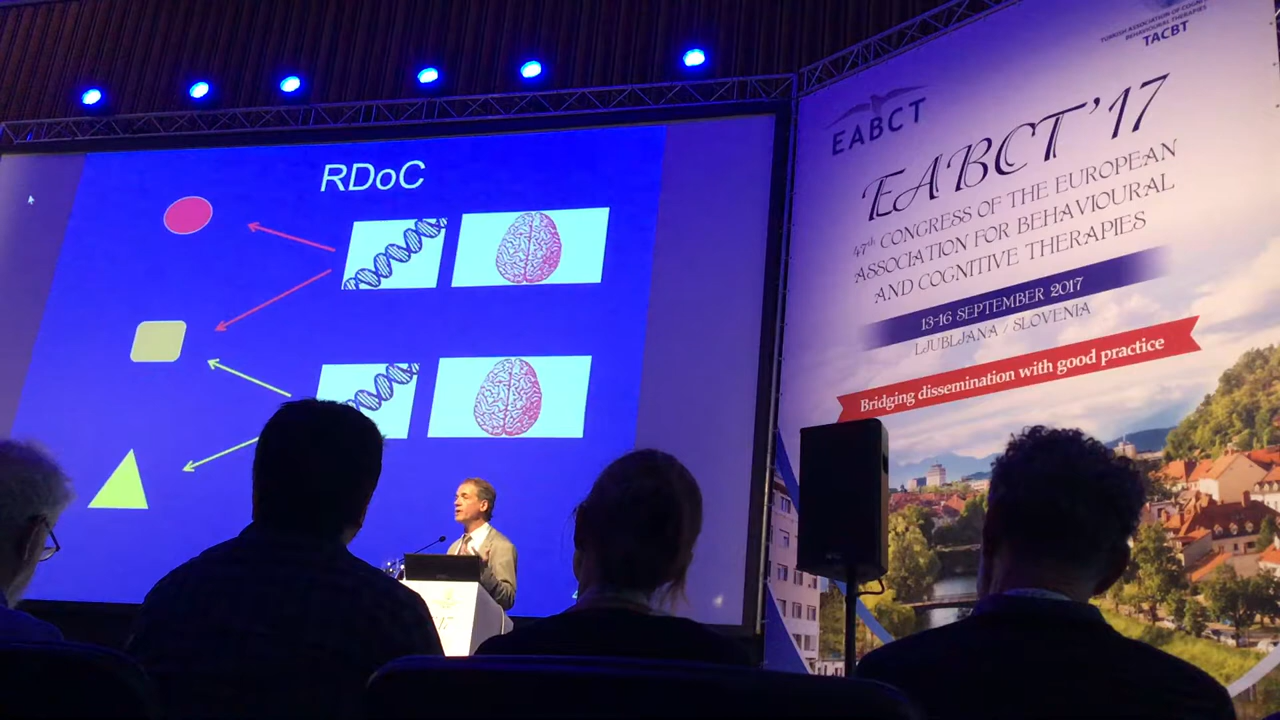 RDoC
TURKISH ASSOCIATION OF COGNITIVE
BEHAVIOURAL THERAPIES
TACBT
EABCT
EABCT'17
47th CONGRESS OF THE EUROPEAN
ASSOCIATION FOR BEHAVIOURAL
AND COGNITIVE THERAPIES
13-16 SEPTEMBER 2017
LJUBLJANA / SLOVENIA
Bridging dissemination with good practice